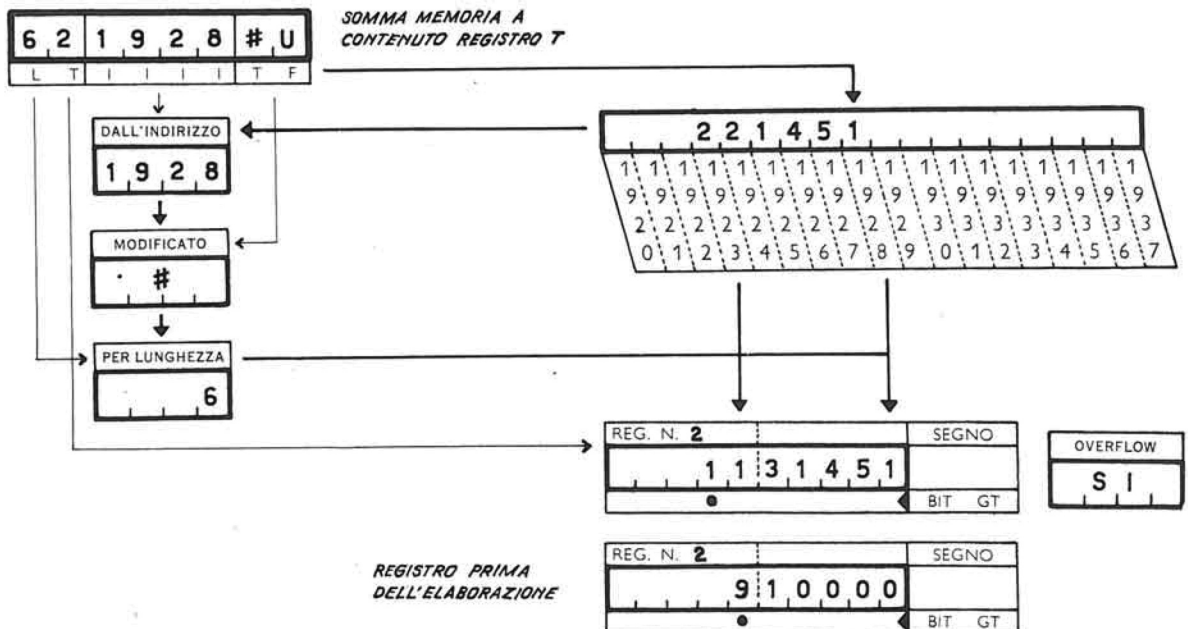 SOMMA MEMORIA A
CONTENUTO REGISTRO T
6 2 1 9 2 8 # U
L T I I I I T F
DALL'INDIRIZZO
1 9 2 8
MODIFICATO
#
PER LUNGHEZZA
6
2 2 1 4 5 1
1 1 1 1 1 1 1 1 1 1 1 1 1 1 1 1 1 1
9 9 9 9 9 9 9 9 9 9 9 9 9 9 9 9 9 9
2 2 2 2 2 2 2 2 2 2 3 3 3 3 3 3 3 3
0 1 2 3 4 5 6 7 8 9 0 1 2 3 4 5 6 7
REG. N. 2 SEGNO
1 1 3 1 4 5 1
BIT GT
OVERFLOW
S I
REGISTRO PRIMA
DELL'ELABORAZIONE
REG. N. 2 SEGNO
9 1 0 0 0 0
BIT GT